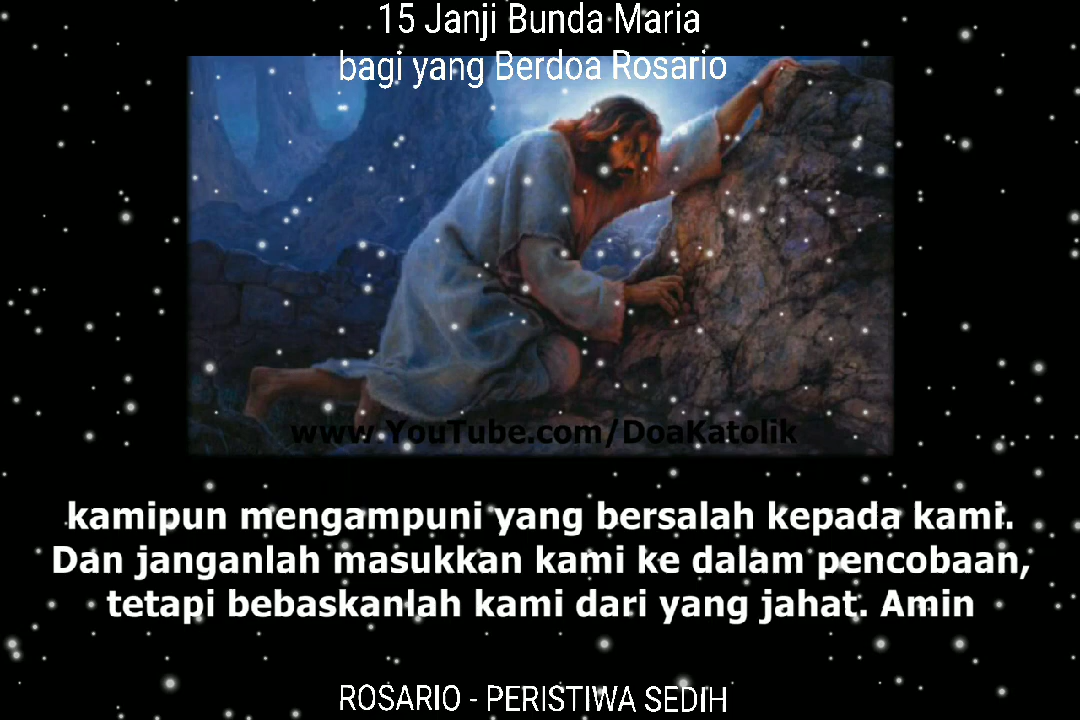 15 Janji Bunda Maria
bagi yang Berdoa Rosario
www.YouTube.com/DoaKatolik
kamipun mengampuni yang bersalah kepada kami.
Dan janganlah masukkan kami ke dalam pencobaan,
tetapi bebaskanlah kami dari yang jahat. Amin
ROSARIO - PERISTIWA SEDIH